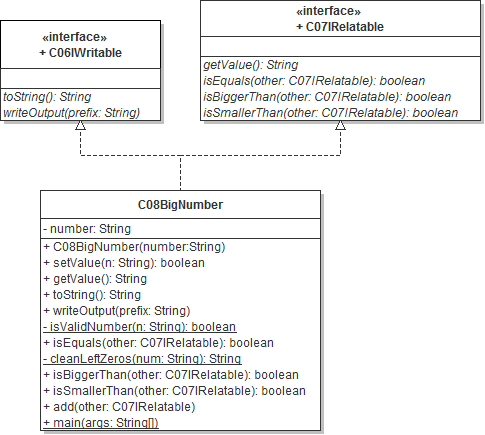 «interface»
+ C06IWritable
toString(): String
writeOutput(prefix: String)
«interface»
+ C07IRelatable
getValue(): String
isEquals(other: C07IRelatable): boolean
isBiggerThan(other: C07IRelatable): boolean
isSmallerThan(other: C07IRelatable): boolean
C08BigNumber
- number: String
+ C08BigNumber(number:String)
+ setValue(n: String): boolean
+ getValue(): String
+ toString(): String
+ writeOutput(prefix: String)
- isValidNumber(n: String): boolean
+ isEquals(other: C07IRelatable): boolean
- cleanLeftZeros(num: String): String
+ isBiggerThan(other: C07IRelatable): boolean
+ isSmallerThan(other: C07IRelatable): boolean
+ add(other: C07IRelatable)
+ main(args: String[])